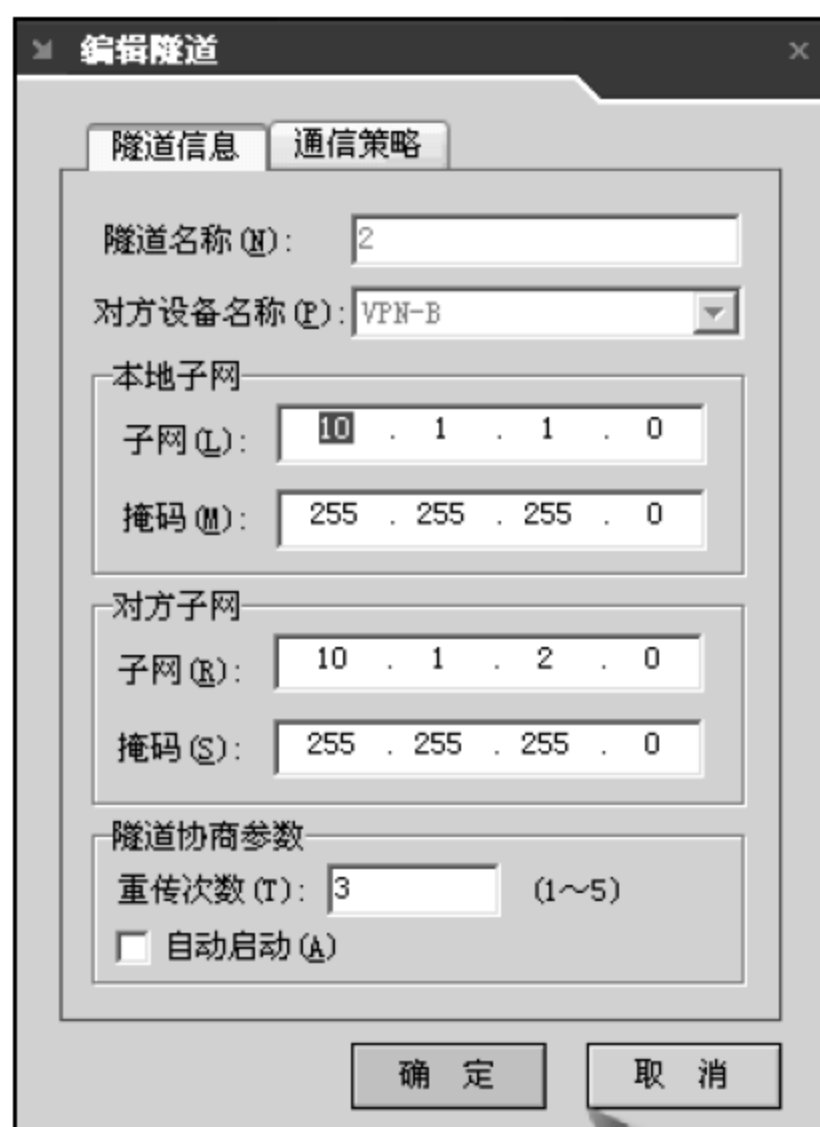 编辑隧道
隧道信息 通信策略
隧道名称(N): 2
对方设备名称(P): VPN-B
本地子网
子网(L): 10 . 1 . 1 . 0
掩码(M): 255 . 255 . 255 . 0
对方子网
子网(R): 10 . 1 . 2 . 0
掩码(S): 255 . 255 . 255 . 0
隧道协商参数
重传次数(T): 3 (1～5)
自动启动(A)
确 定 取 消